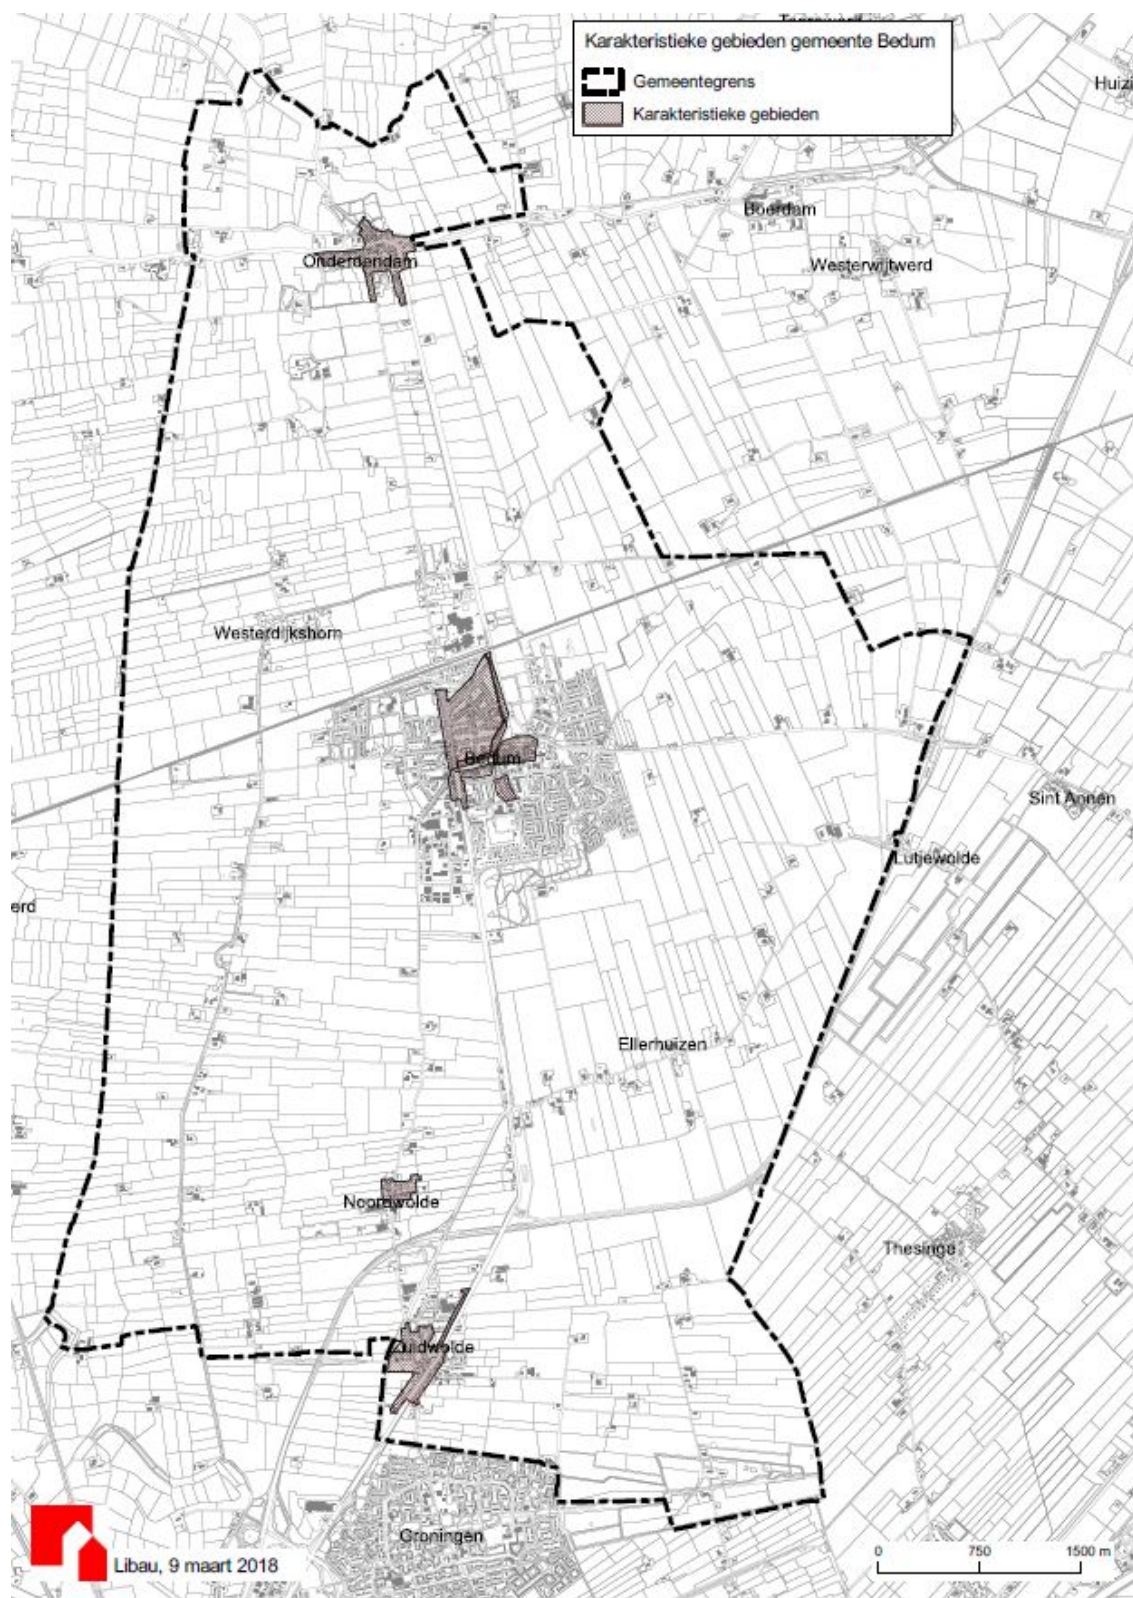 Karakteristieke gebieden gemeente Bedum
Gemeentegrens
Karakteristieke gebieden
Huizi
Boerdam
Westerwijtwerd
Onderdendam
Westerdijkshorn
Bedum
Sint Annen
Lutjewolde
erd
Ellerhuizen
Noordwolde
Thesinge
Zuidwolde
Groningen
Libau, 9 maart 2018
0 750 1500 m